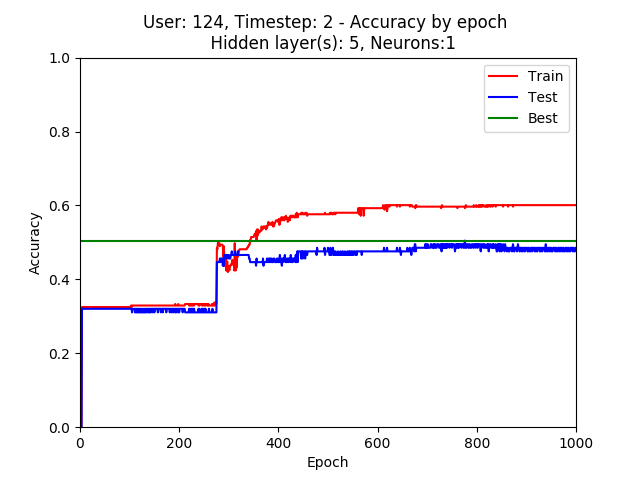 User: 124, Timestep: 2 - Accuracy by epoch
Hidden layer(s): 5, Neurons:1
1.0
0.8
0.6
0.4
0.2
0.0
Accuracy
Train
Test
Best
0 200 400 600 800 1000
Epoch